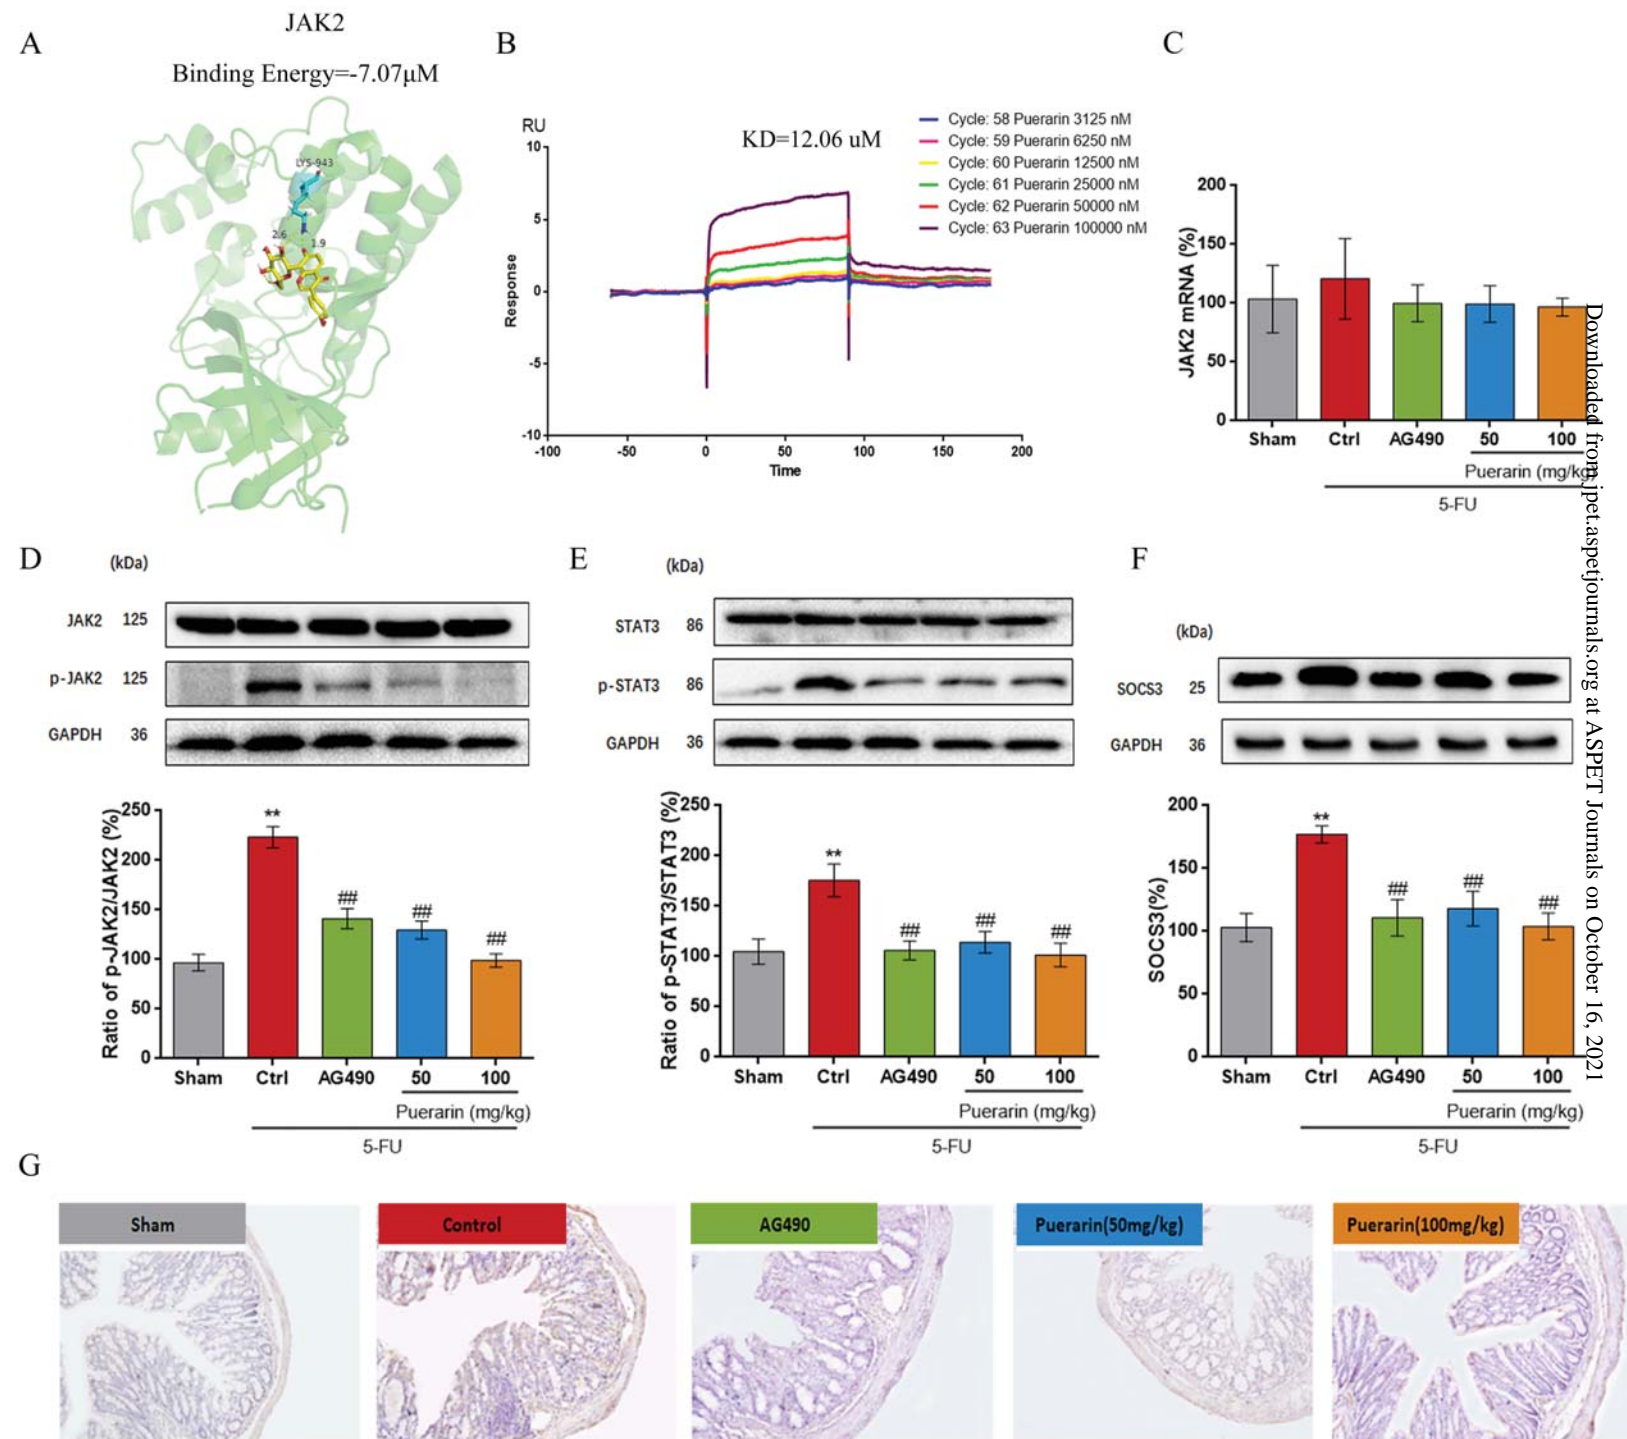 A
JAK2
Binding Energy=-7.07μM
LYS-943
2.6
1.9
B
RU
KD=12.06 uM
Cycle: 58 Puerarin 3125 nM
Cycle: 59 Puerarin 6250 nM
Cycle: 60 Puerarin 12500 nM
Cycle: 61 Puerarin 25000 nM
Cycle: 62 Puerarin 50000 nM
Cycle: 63 Puerarin 100000 nM
10
5
0
-5
-10
Response
-100 -50 0 50 100 150 200
Time
C
JAK2 mRNA (%)
200
150
100
50
0
Sham Ctrl AG490 50 100
Puerarin (mg/kg)
5-FU
D
(kDa)
JAK2 125
p-JAK2 125
GAPDH 36
Ratio of p-JAK2/JAK2 (%)
250
200
150
100
50
0
**
##
##
##
Sham Ctrl AG490 50 100
Puerarin (mg/kg)
5-FU
E
(kDa)
STAT3 86
p-STAT3 86
GAPDH 36
Ratio of p-STAT3/STAT3 (%)
250
200
150
100
50
0
**
##
##
##
Sham Ctrl AG490 50 100
Puerarin (mg/kg)
5-FU
F
(kDa)
SOCS3 25
GAPDH 36
SOCS3(%)
200
150
100
50
0
**
##
##
##
Sham Ctrl AG490 50 100
Puerarin (mg/kg)
5-FU
G
Sham
Control
AG490
Puerarin(50mg/kg)
Puerarin(100mg/kg)
Downloaded from jpet.aspetjournals.org at ASPET Journals on October 16, 2021